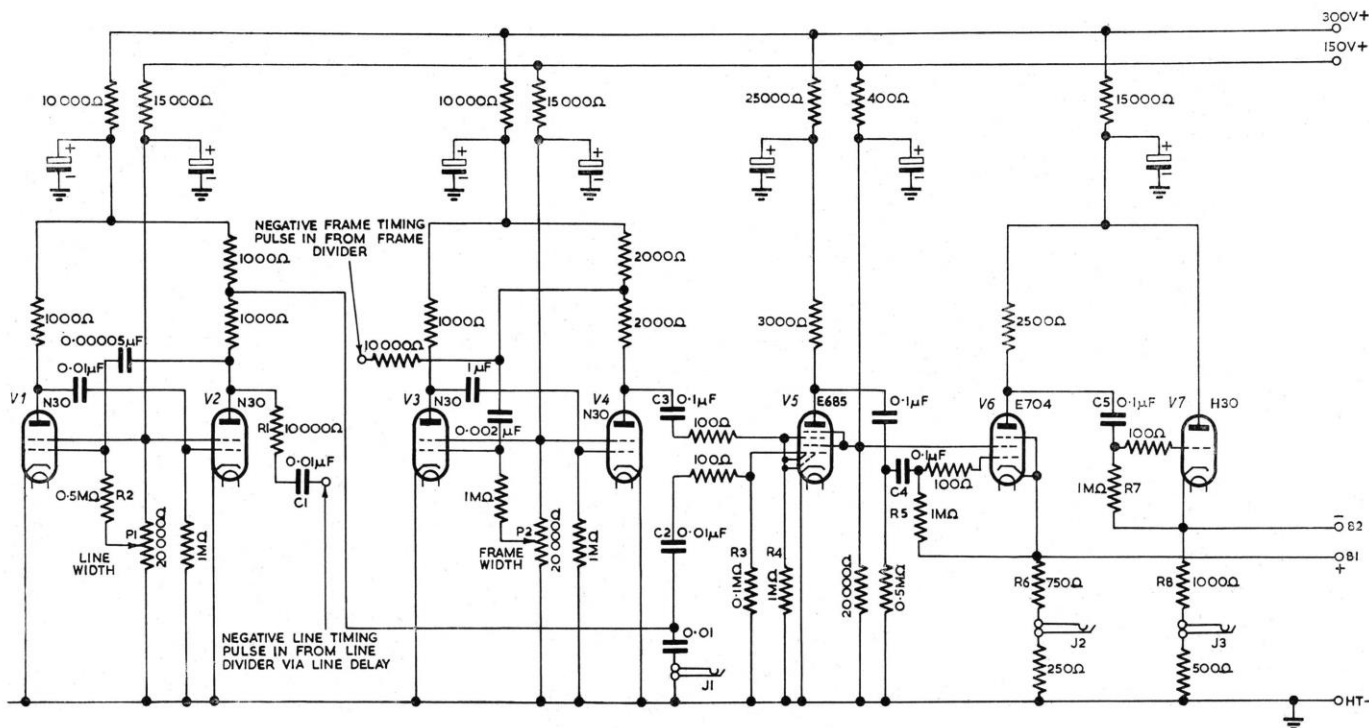 300V+
150V+
10 000Ω
15 000Ω
10 000Ω
15 000Ω
25000Ω
400Ω
15000Ω
+
−
+
−
+
−
+
−
+
−
+
−
+
−
NEGATIVE FRAME TIMING
PULSE IN FROM FRAME
DIVIDER
1000Ω
2000Ω
1000Ω
1000Ω
0·00005µF
0·01µF
1000Ω
2000Ω
10 000Ω
1µF
3000Ω
2500Ω
V1
N30
V2
N30
R1
10000Ω
0·01µF
C1
V3
N30
0·002µF
V4
N30
C3
0·1µF
100Ω
100Ω
V5
E685
0·1µF
V6
E704
C5
0·1µF
V7
H30
100Ω
0·1µF
100Ω
C4
R5
1MΩ
1MΩ
R7
0·5MΩ
R2
P1
20 000Ω
1MΩ
LINE
WIDTH
1MΩ
P2
20 000Ω
1MΩ
FRAME
WIDTH
C2
0·01µF
R3
0·1MΩ
R4
1MΩ
20 000Ω
0·5MΩ
−
B2
B1
+
R6
750Ω
R8
1000Ω
NEGATIVE LINE TIMING
PULSE IN FROM LINE
DIVIDER VIA LINE DELAY
0·01
J1
J2
250Ω
J3
500Ω
HT−